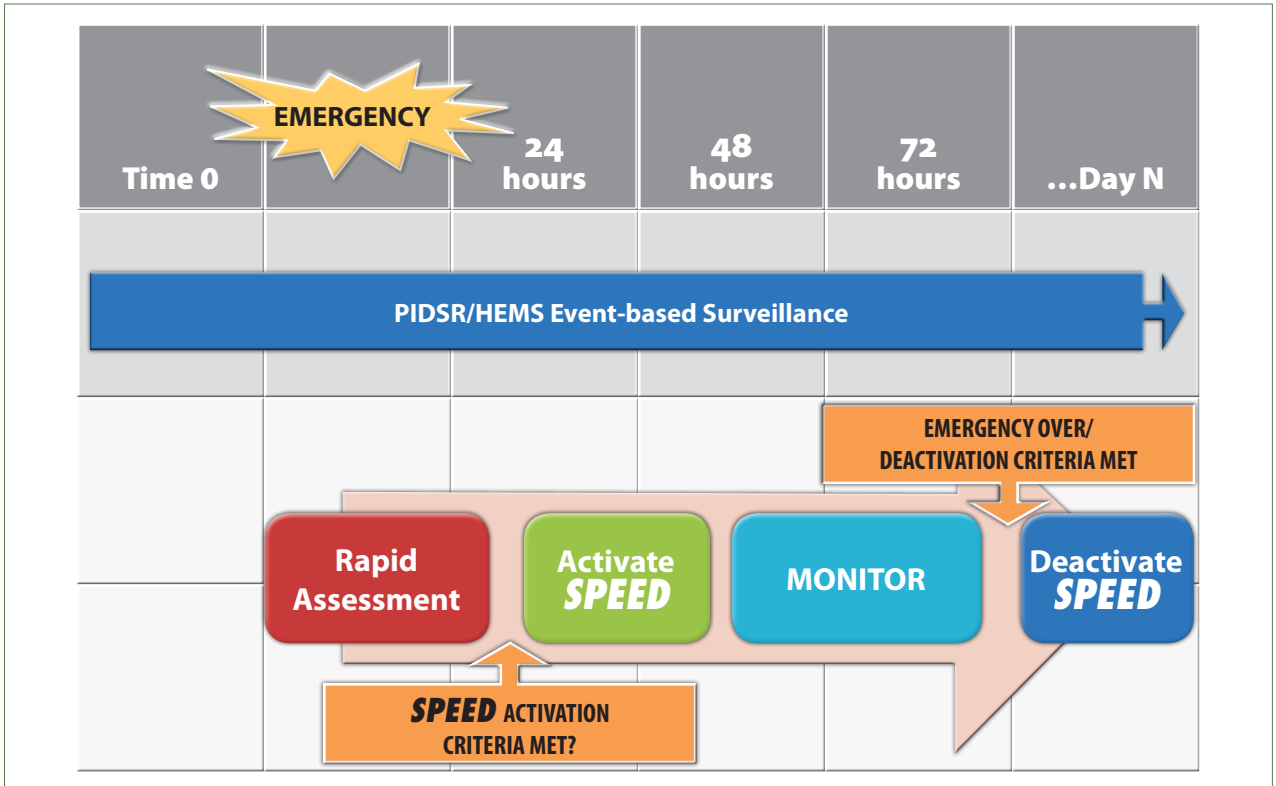 EMERGENCY
Time 0
24
hours
48
hours
72
hours
...Day N
PIDSR/HEMS Event-based Surveillance
EMERGENCY OVER/
DEACTIVATION CRITERIA MET
Rapid
Assessment
Activate
SPEED
MONITOR
Deactivate
SPEED
SPEED ACTIVATION
CRITERIA MET?